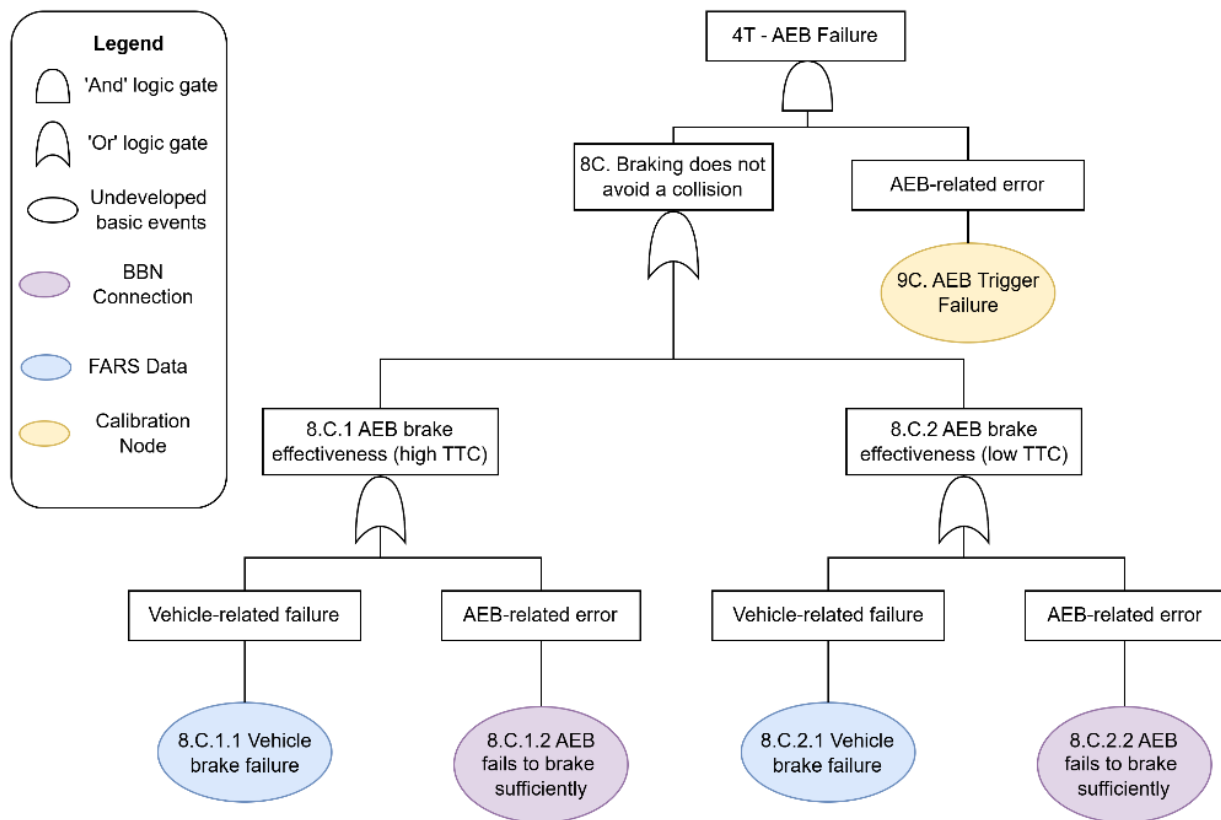 Legend
'And' logic gate
'Or' logic gate
Undeveloped
basic events
BBN
Connection
FARS Data
Calibration
Node
4T - AEB Failure
8C. Braking does not
avoid a collision
AEB-related error
9C. AEB Trigger
Failure
8.C.1 AEB brake
effectiveness (high TTC)
8.C.2 AEB brake
effectiveness (low TTC)
Vehicle-related failure
AEB-related error
Vehicle-related failure
AEB-related error
8.C.1.1 Vehicle
brake failure
8.C.1.2 AEB
fails to brake
sufficiently
8.C.2.1 Vehicle
brake failure
8.C.2.2 AEB
fails to brake
sufficiently